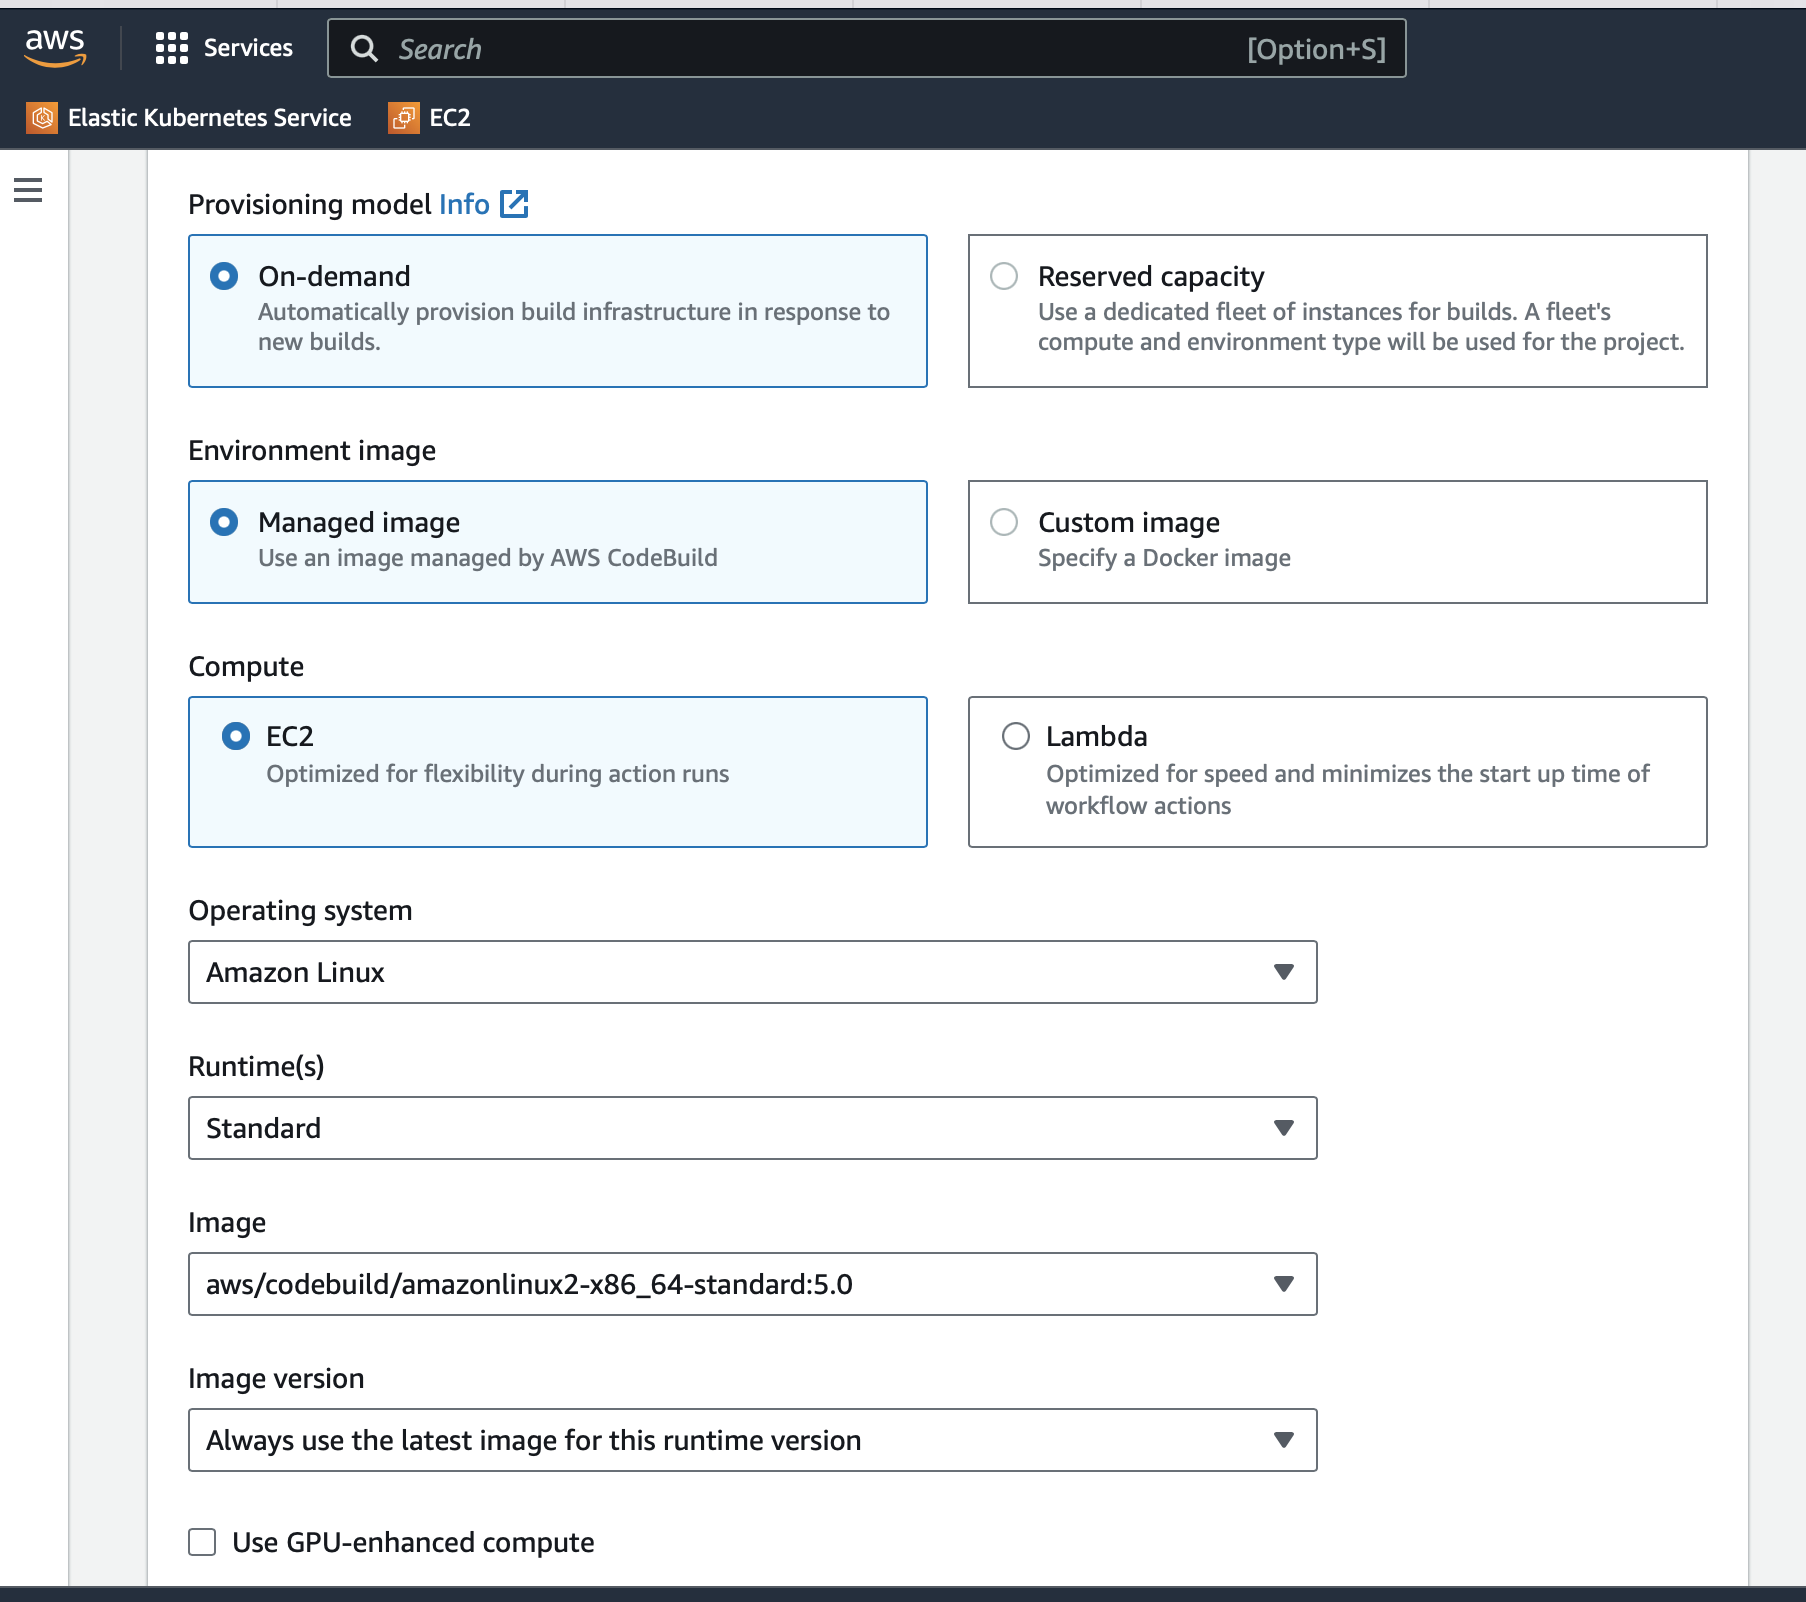 aws
Services
Search
[Option+S]
Elastic Kubernetes Service
EC2
Provisioning model Info
On-demand
Automatically provision build infrastructure in response to
new builds.
Reserved capacity
Use a dedicated fleet of instances for builds. A fleet's
compute and environment type will be used for the project.
Environment image
Managed image
Use an image managed by AWS CodeBuild
Custom image
Specify a Docker image
Compute
EC2
Optimized for flexibility during action runs
Lambda
Optimized for speed and minimizes the start up time of
workflow actions
Operating system
Amazon Linux
Runtime(s)
Standard
Image
aws/codebuild/amazonlinux2-x86_64-standard:5.0
Image version
Always use the latest image for this runtime version
Use GPU-enhanced compute